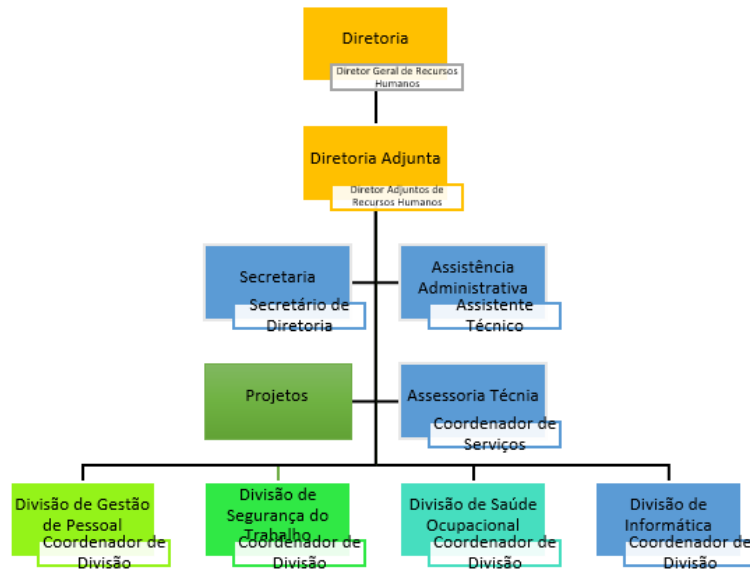 Diretoria
Diretor Geral de Recursos
Humanos
Diretoria Adjunta
Diretor Adjuntos de
Recursos Humanos
Secretaria
Secretário de
Diretoria
Assistência
Administrativa
Assistente
Técnico
Projetos
Assessoria Técnia
Coordenador de
Serviços
Divisão de Gestão
de Pessoal
Coordenador de
Divisão
Divisão de
Segurança do
Trabalho
Coordenador de
Divisão
Divisão de Saúde
Ocupacional
Coordenador de
Divisão
Divisão de
Informática
Coordenador de
Divisão